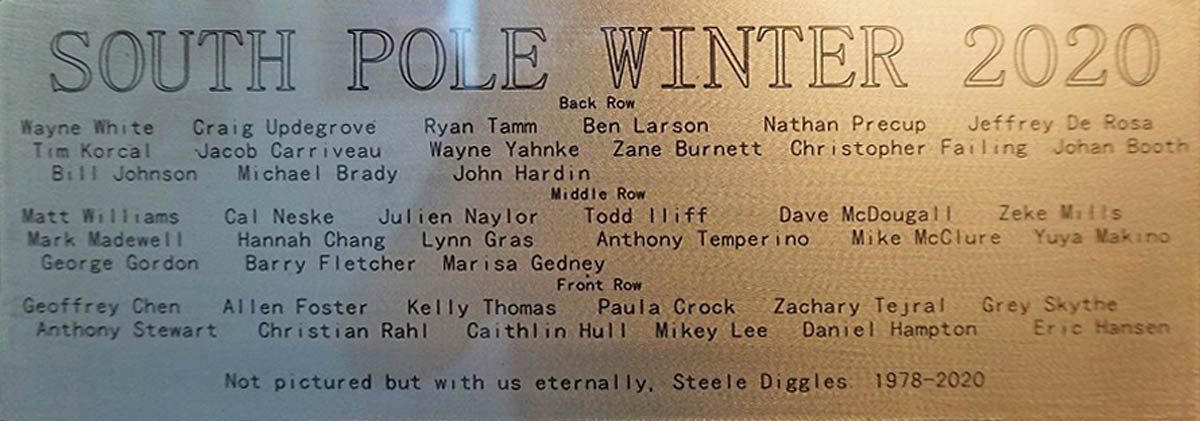 SOUTH POLE WINTER 2020
Back Row
Wayne White Craig Updegrove Ryan Tamm Ben Larson Nathan Precup Jeffrey De Rosa
Tim Korcal Jacob Carriveau Wayne Yahnke Zane Burnett Christopher Failing Johan Booth
Bill Johnson Michael Brady John Hardin
Middle Row
Matt Williams Cal Neske Julien Naylor Todd Iliff Dave McDougall Zeke Mills
Mark Madewell Hannah Chang Lynn Gras Anthony Temperino Mike McClure Yuya Makino
George Gordon Barry Fletcher Marisa Gedney
Front Row
Geoffrey Chen Allen Foster Kelly Thomas Paula Crock Zachary Tejral Grey Skythe
Anthony Stewart Christian Rahl Caithlin Hull Mikey Lee Daniel Hampton Eric Hansen
Not pictured but with us eternally, Steele Diggles 1978-2020